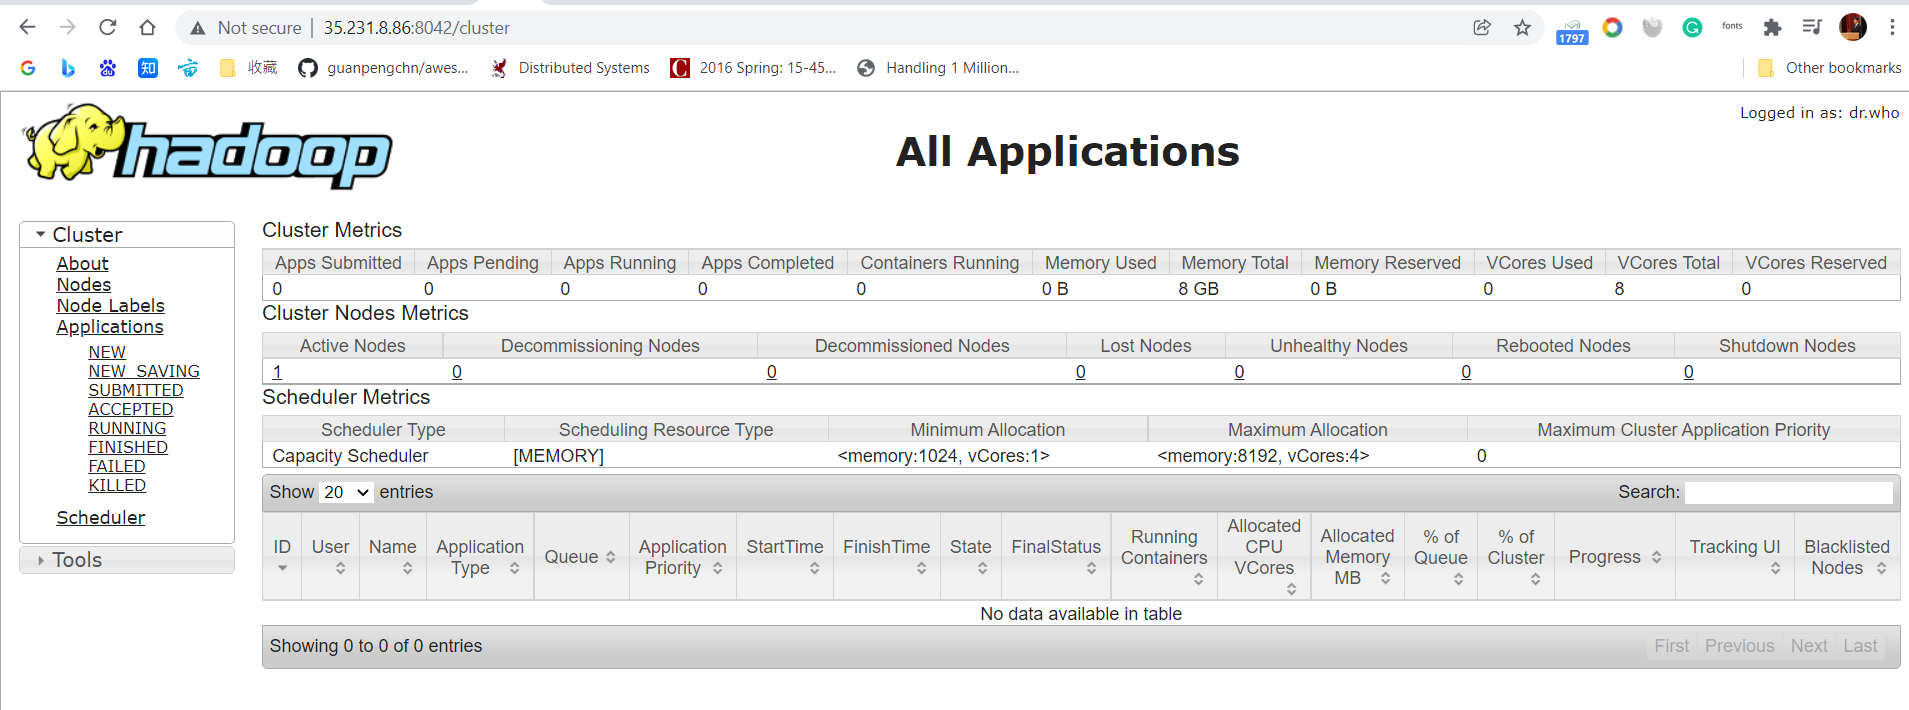 Not secure | 35.231.8.86:8042/cluster
1797
fonts
知
收藏
guanpengchn/awes...
Distributed Systems
2016 Spring: 15-45...
Handling 1 Million...
Other bookmarks
hadoop
All Applications
Logged in as: dr.who
Cluster
About
Nodes
Node Labels
Applications
NEW
NEW_SAVING
SUBMITTED
ACCEPTED
RUNNING
FINISHED
FAILED
KILLED
Scheduler
Tools
Cluster Metrics
Apps Submitted Apps Pending Apps Running Apps Completed Containers Running Memory Used Memory Total Memory Reserved VCores Used VCores Total VCores Reserved
0 0 0 0 0 0 B 8 GB 0 B 0 8 0
Cluster Nodes Metrics
Active Nodes Decommissioning Nodes Decommissioned Nodes Lost Nodes Unhealthy Nodes Rebooted Nodes Shutdown Nodes
1 0 0 0 0 0 0
Scheduler Metrics
Scheduler Type Scheduling Resource Type Minimum Allocation Maximum Allocation Maximum Cluster Application Priority
Capacity Scheduler [MEMORY] <memory:1024, vCores:1> <memory:8192, vCores:4> 0
Show 20 entries Search:
ID User Name Application Type Queue Application Priority StartTime FinishTime State FinalStatus Running Containers Allocated CPU VCores Allocated Memory MB % of Queue % of Cluster Progress Tracking UI Blacklisted Nodes
No data available in table
Showing 0 to 0 of 0 entries First Previous Next Last